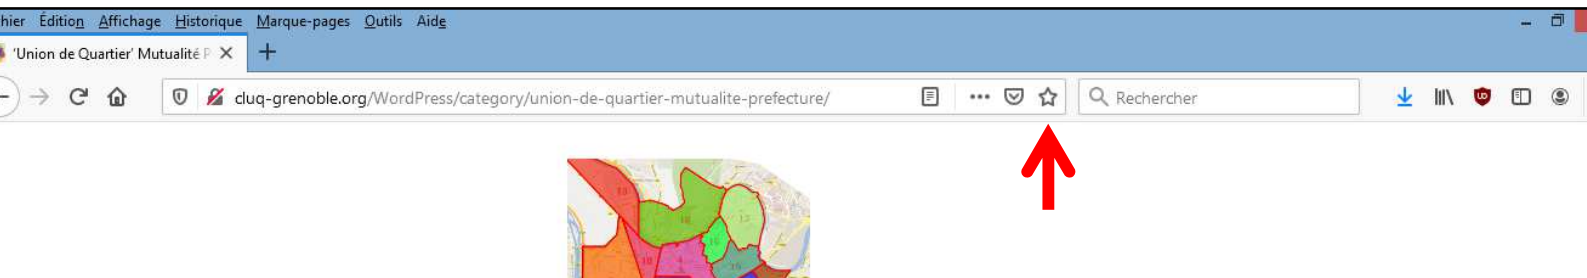 hier Édition Affichage Historique Marque-pages Outils Aide
'Union de Quartier' Mutualité P
cluq-grenoble.org/WordPress/category/union-de-quartier-mutualite-prefecture/ Rechercher